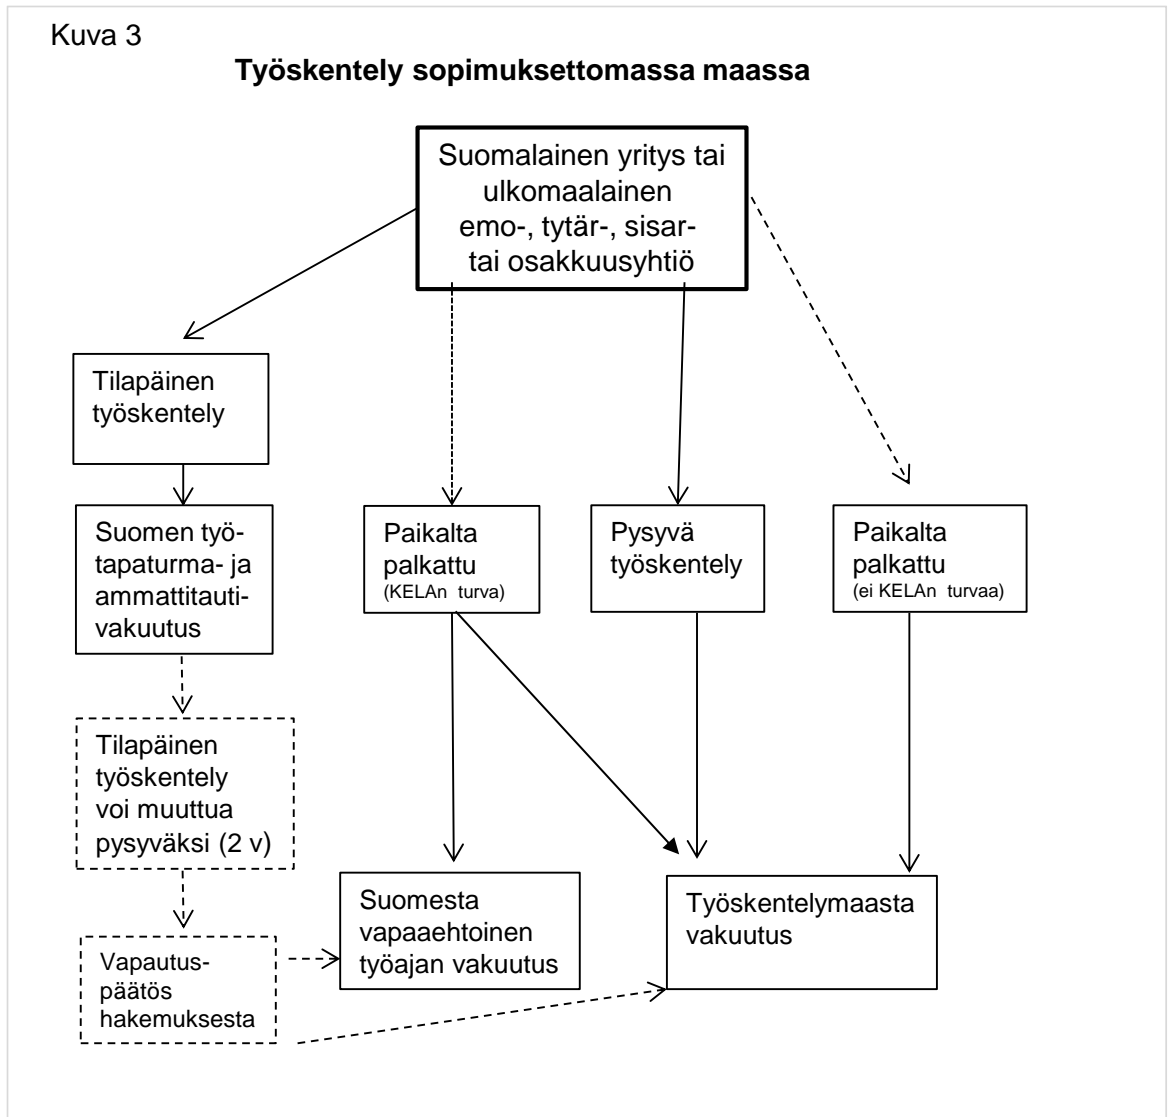 Kuva 3
Työskentely sopimuksettomassa maassa
Suomalainen yritys tai
ulkomaalainen
emo-, tytär-, sisar-
tai osakkuusyhtiö
Tilapäinen
työskentely
Suomen työ-
tapaturma- ja
ammattitauti-
vakuutus
Paikalta
palkattu
(KELAn turva)
Pysyvä
työskentely
Paikalta
palkattu
(ei KELAn turvaa)
Tilapäinen
työskentely
voi muuttua
pysyväksi (2 v)
Suomesta
vapaaehtoinen
työajan vakuutus
Työskentelymaasta
vakuutus
Vapautus-
päätös
hakemuksesta